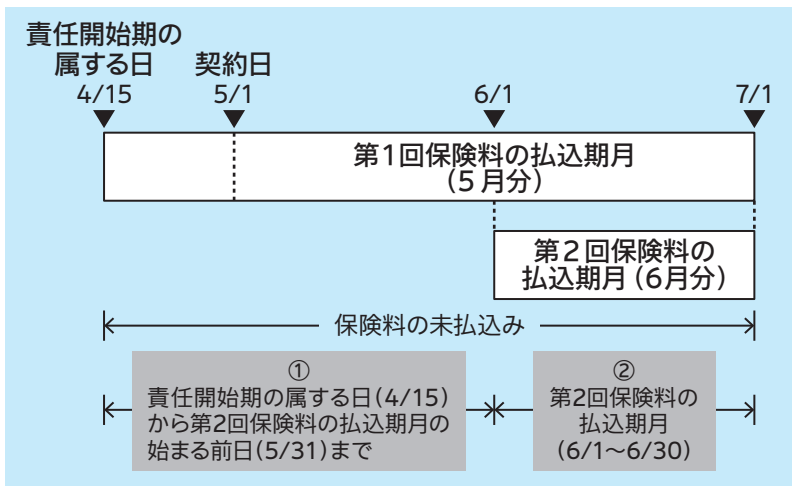 責任開始期の
属する日
4/15
契約日
5/1
6/1
7/1
第1回保険料の払込期月
(5月分)
第2回保険料の
払込期月(6月分)
保険料の未払込み
①
責任開始期の属する日(4/15)
から第2回保険料の払込期月の
始まる前日(5/31)まで
②
第2回保険料の
払込期月
(6/1～6/30)